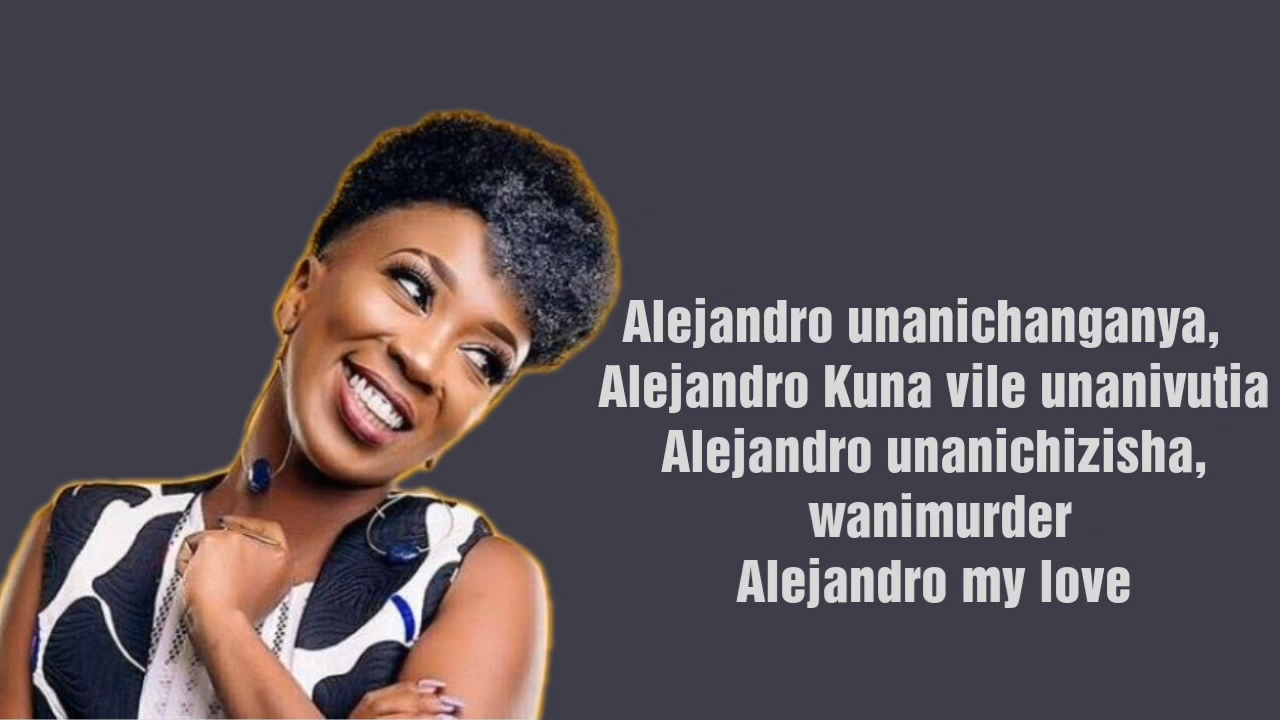 Alejandro unanichanganya,
Alejandro Kuna vile unanivutia
Alejandro unanichizisha,
wanimurder
Alejandro my love